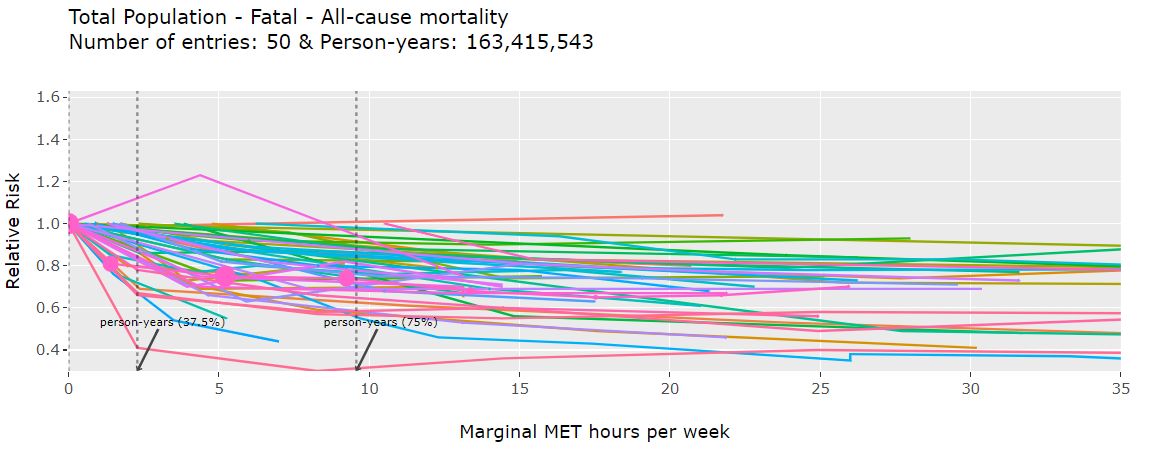 Total Population - Fatal - All-cause mortality
Number of entries: 50 & Person-years: 163,415,543
1.6
1.4
1.2
1.0
0.8
0.6
0.4
Relative Risk
person-years (37.5%)
person-years (75%)
0
5
10
15
20
25
30
35
Marginal MET hours per week